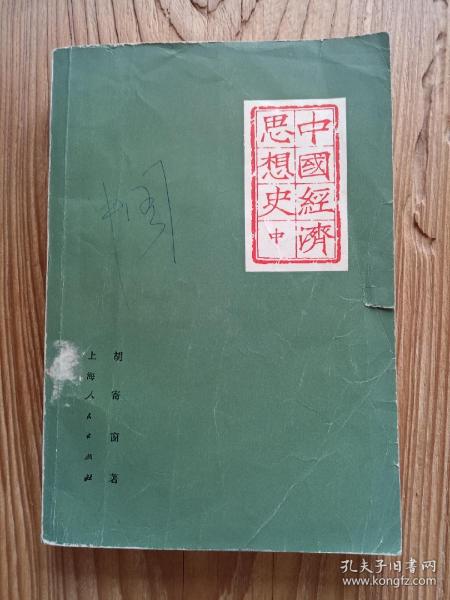 中國經濟
思想史 中
胡寄窗著
上海人民出版社
孔夫子旧书网
www.kongfz.com